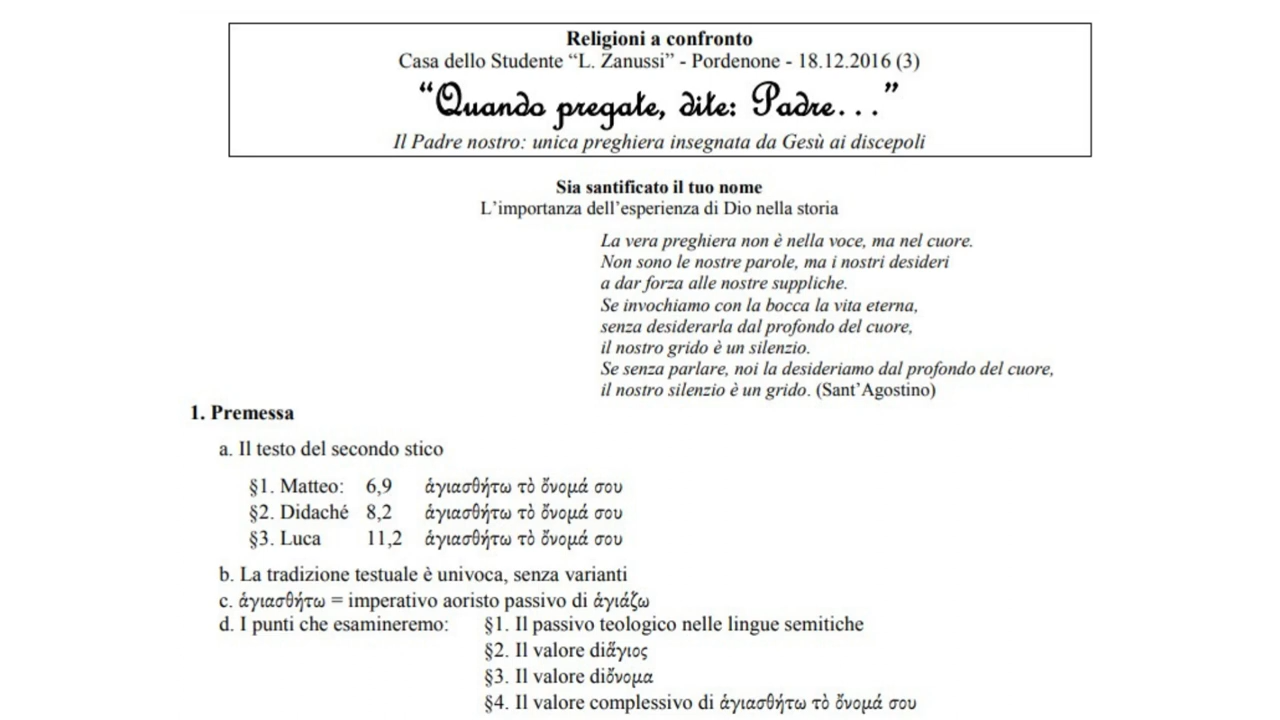 Religioni a confronto
Casa dello Studente “L. Zanussi” - Pordenone - 18.12.2016 (3)
“Quando pregate, dite: Padre…”
Il Padre nostro: unica preghiera insegnata da Gesù ai discepoli
Sia santificato il tuo nome
L’importanza dell’esperienza di Dio nella storia
La vera preghiera non è nella voce, ma nel cuore.
Non sono le nostre parole, ma i nostri desideri
a dar forza alle nostre suppliche.
Se invochiamo con la bocca la vita eterna,
senza desiderarla dal profondo del cuore,
il nostro grido è un silenzio.
Se senza parlare, noi la desideriamo dal profondo del cuore,
il nostro silenzio è un grido. (Sant’Agostino)
1. Premessa
a. Il testo del secondo stico
§1. Matteo: 6,9 ἁγιασθήτω τὸ ὄνομά σου
§2. Didaché 8,2 ἁγιασθήτω τὸ ὄνομά σου
§3. Luca 11,2 ἁγιασθήτω τὸ ὄνομά σου
b. La tradizione testuale è univoca, senza varianti
c. ἁγιασθήτω = imperativo aoristo passivo di ἁγιάζω
d. I punti che esamineremo: §1. Il passivo teologico nelle lingue semitiche
§2. Il valore diἅγιος
§3. Il valore diὄνομα
§4. Il valore complessivo di ἁγιασθήτω τὸ ὄνομά σου